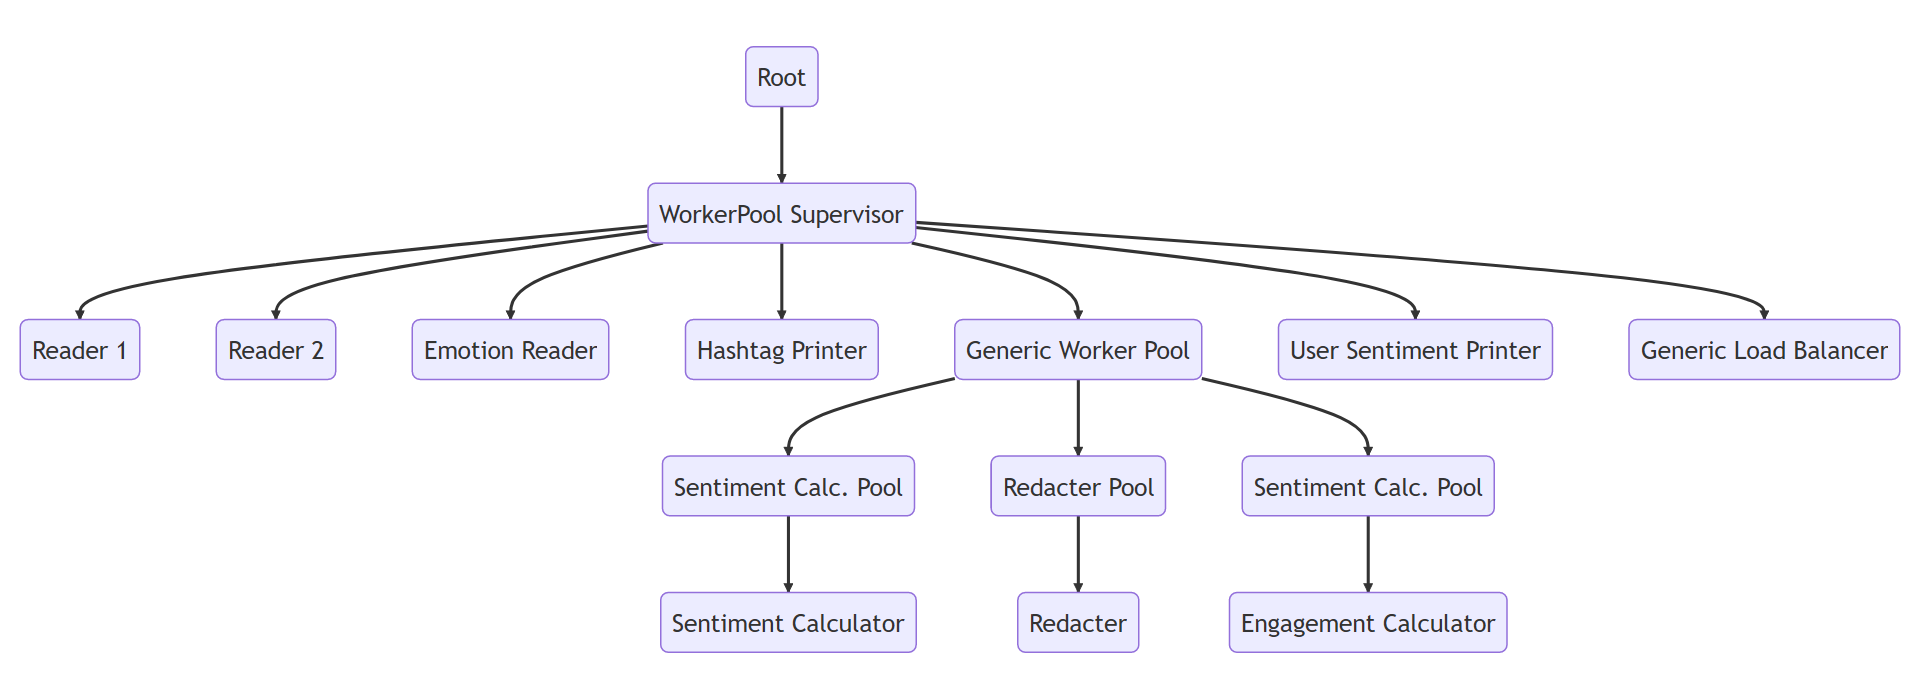 Root
WorkerPool Supervisor
Reader 1
Reader 2
Emotion Reader
Hashtag Printer
Generic Worker Pool
User Sentiment Printer
Generic Load Balancer
Sentiment Calc. Pool
Redacter Pool
Sentiment Calc. Pool
Sentiment Calculator
Redacter
Engagement Calculator